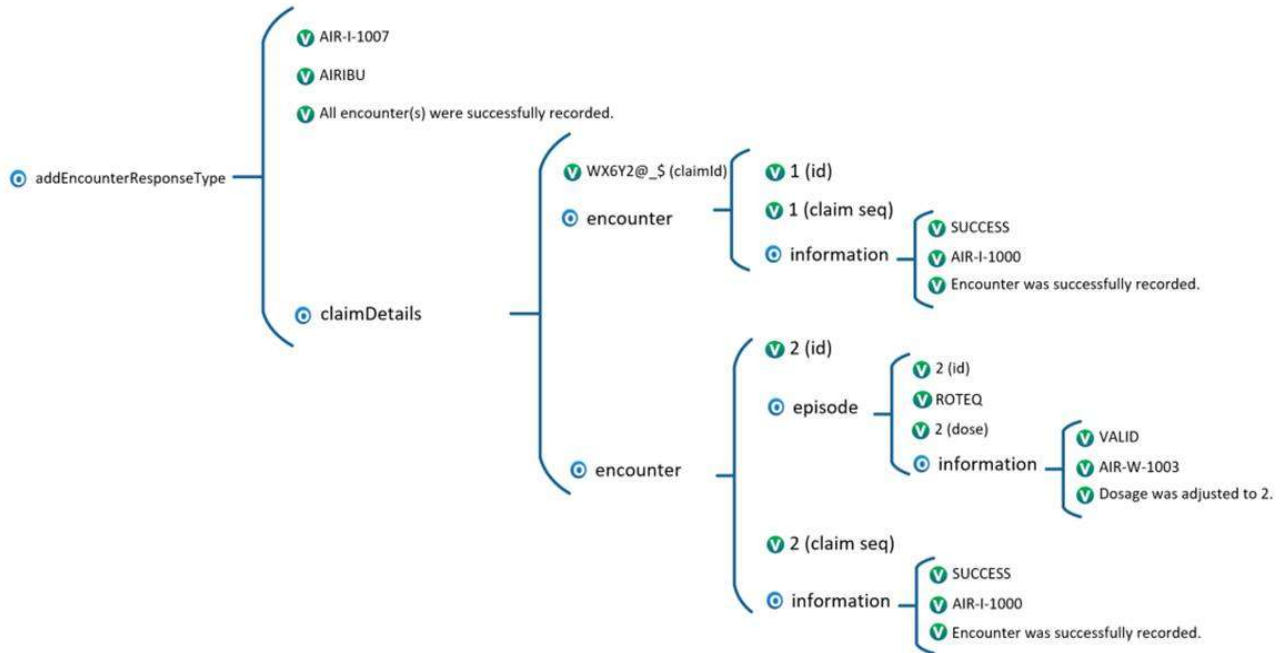 AIR-I-1007
AIRIBU
All encounter(s) were successfully recorded.
addEncounterResponseType
claimDetails
WX6Y2@_$ (claimId)
encounter
1 (id)
1 (claim seq)
information
SUCCESS
AIR-I-1000
Encounter was successfully recorded.
encounter
2 (id)
episode
2 (id)
ROTEQ
2 (dose)
information
VALID
AIR-W-1003
Dosage was adjusted to 2.
2 (claim seq)
information
SUCCESS
AIR-I-1000
Encounter was successfully recorded.